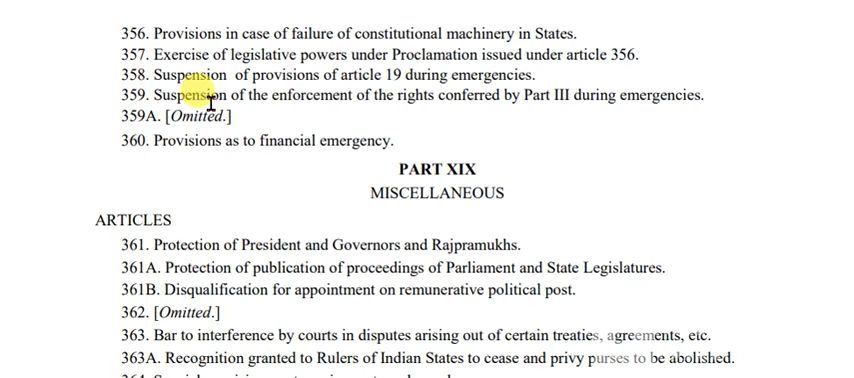 356. Provisions in case of failure of constitutional machinery in States.
357. Exercise of legislative powers under Proclamation issued under article 356.
358. Suspension of provisions of article 19 during emergencies.
359. Suspension of the enforcement of the rights conferred by Part III during emergencies.
359A. [Omitted.]
360. Provisions as to financial emergency.
PART XIX
MISCELLANEOUS
ARTICLES
361. Protection of President and Governors and Rajpramukhs.
361A. Protection of publication of proceedings of Parliament and State Legislatures.
361B. Disqualification for appointment on remunerative political post.
362. [Omitted.]
363. Bar to interference by courts in disputes arising out of certain treaties, agreements, etc.
363A. Recognition granted to Rulers of Indian States to cease and privy purses to be abolished.